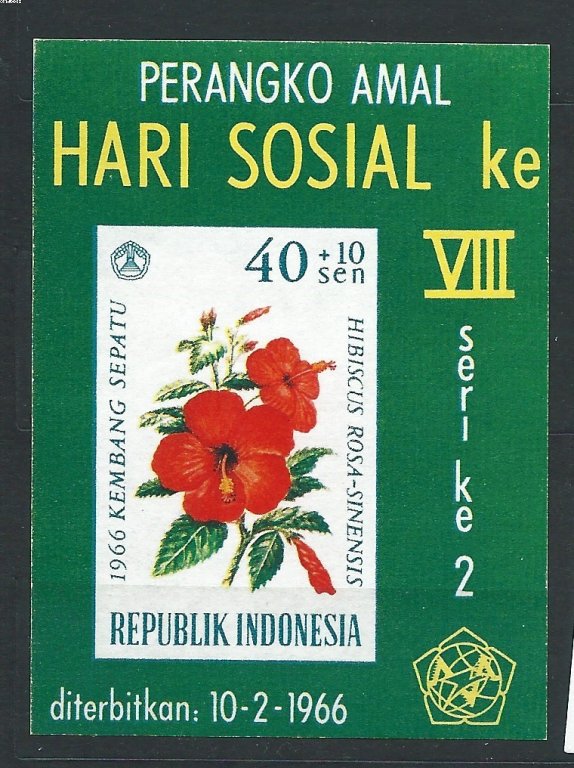 PERANGKO AMAL
HARI SOSIAL ke
VIII
seri ke 2
40 +10 sen
1966 KEMBANG SEPATU
HIBISCUS ROSA-SINENSIS
REPUBLIK INDONESIA
diterbitkan: 10-2-1966